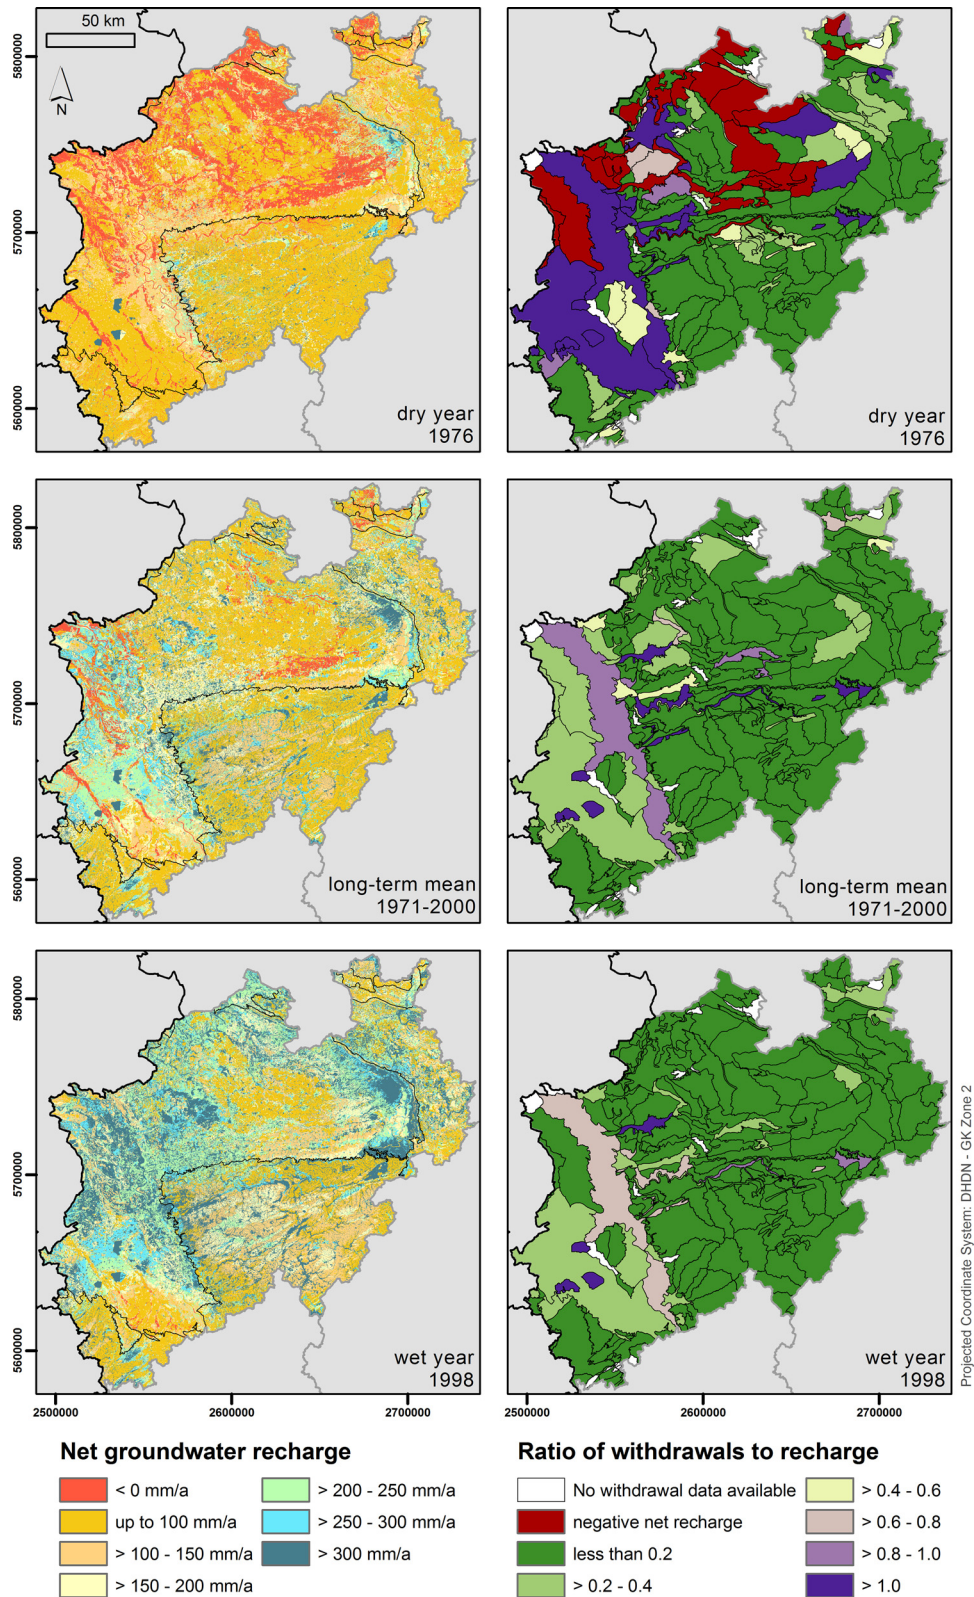 50 km
N
5800000
5700000
5600000
dry year
1976
dry year
1976
5800000
5700000
5600000
long-term mean
1971-2000
long-term mean
1971-2000
5800000
5700000
5600000
wet year
1998
wet year
1998
2500000
2600000
2700000
2500000
2600000
2700000
Projected Coordinate System: DHDN - GK Zone 2
Net groundwater recharge
< 0 mm/a
up to 100 mm/a
> 100 - 150 mm/a
> 150 - 200 mm/a
> 200 - 250 mm/a
> 250 - 300 mm/a
> 300 mm/a
Ratio of withdrawals to recharge
No withdrawal data available
negative net recharge
less than 0.2
> 0.2 - 0.4
> 0.4 - 0.6
> 0.6 - 0.8
> 0.8 - 1.0
> 1.0